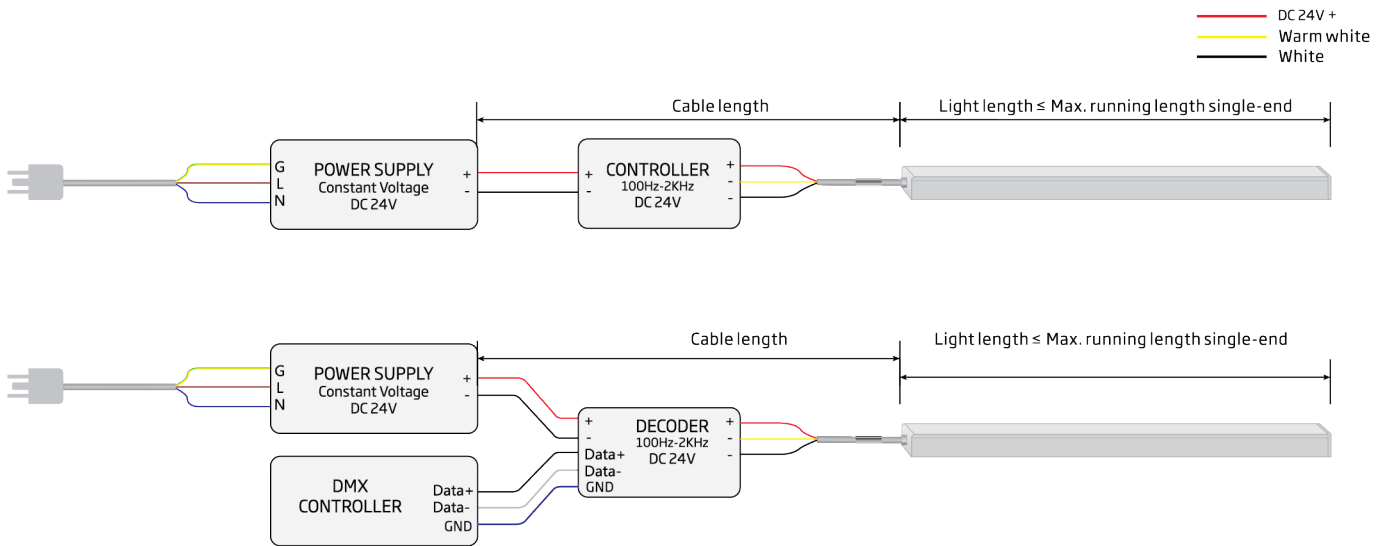 DC 24V +
Warm white
White
Cable length
Light length ≤ Max. running length single-end
G
L
N
POWER SUPPLY
Constant Voltage
DC 24V
+
-
+
-
CONTROLLER
100Hz-2KHz
DC 24V
+
-
-
Cable length
Light length ≤ Max. running length single-end
G
L
N
POWER SUPPLY
Constant Voltage
DC 24V
+
-
+
-
Data+
Data-
GND
DECODER
100Hz-2KHz
DC 24V
+
-
-
DMX
CONTROLLER
Data+
Data-
GND